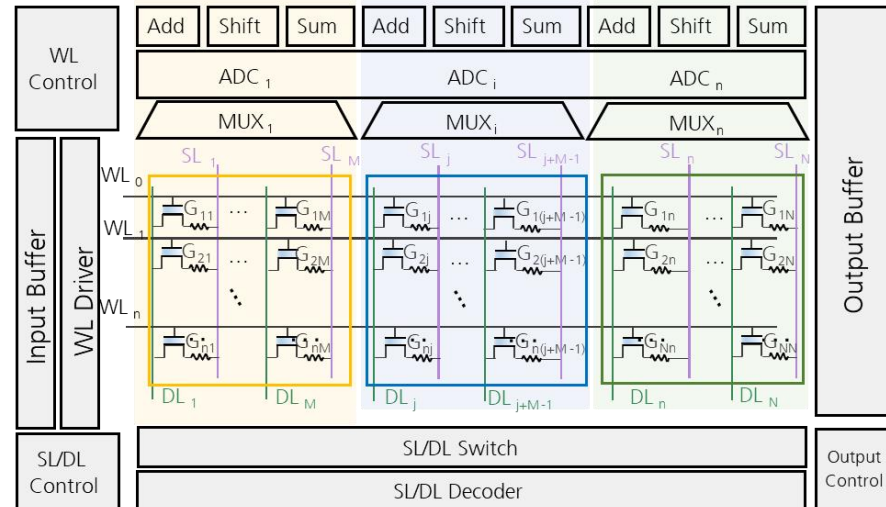 Add Shift Sum Add Shift Sum Add Shift Sum
WL
Control
ADC 1 ADC i ADC n
MUX1 MUXi MUXn
Output Buffer
Input Buffer
WL Driver
SL 1 SL M SL j SL j+M-1 SL n SL N
WL 0
G11 ... G1M G1j ... G1(j+M-1) G1n ... G1N
WL 1
G21 ... G2M G2j ... G2(j+M-1) G2n ... G2N
WL n
Gn1 GnM Gnj Gn(j+M-1) GNn GNN
DL 1 DL M DL j DL j+M-1 DL n DL N
SL/DL
Control
SL/DL Switch
SL/DL Decoder
Output
Control